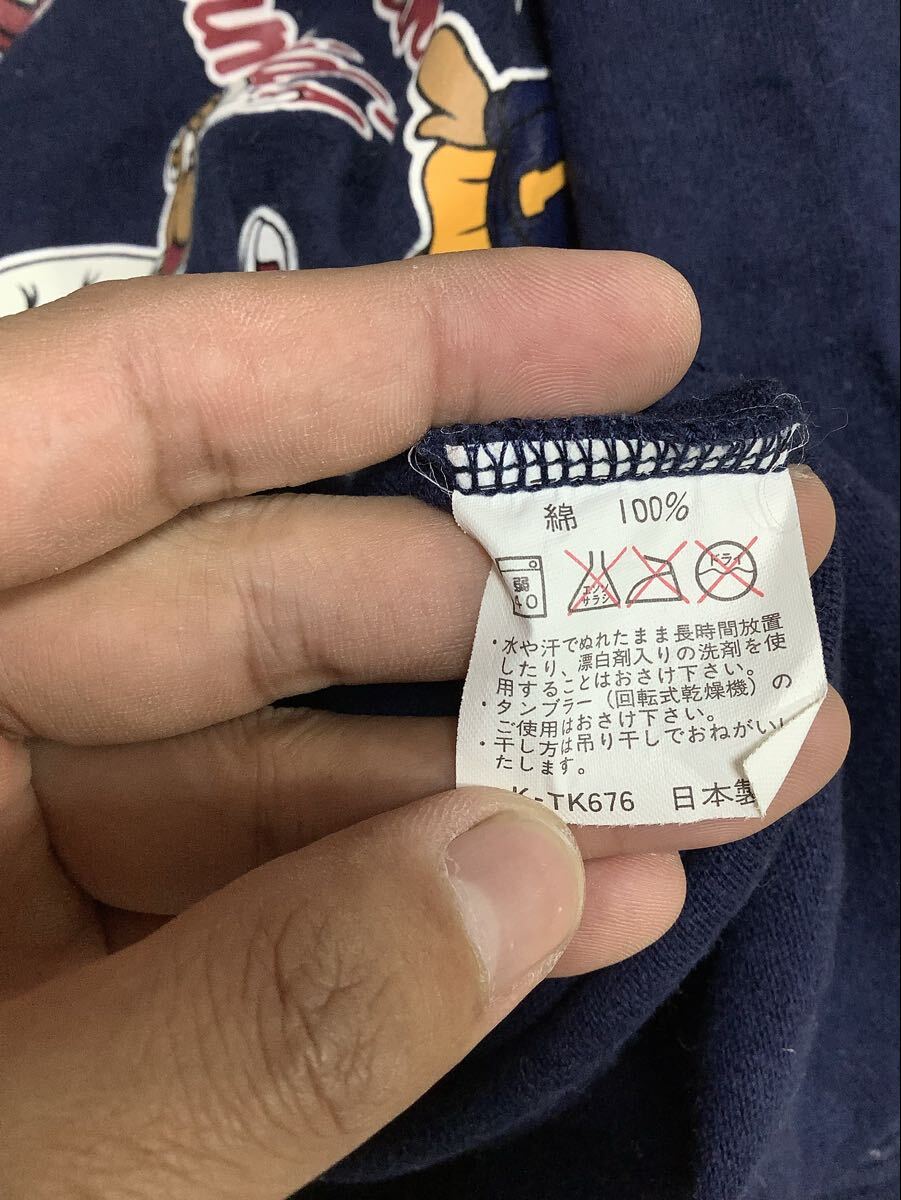 綿 100%
弱
40
エンソ
サラシ
ドライ
・水や汗でぬれたまま長時間放置
したり、漂白剤入りの洗剤を使
用することはおさけ下さい。
・タンブラー(回転式乾燥機)の
ご使用はおさけ下さい。
・干し方は吊り干しでおねがいい
たします。
K-TK676 日本製